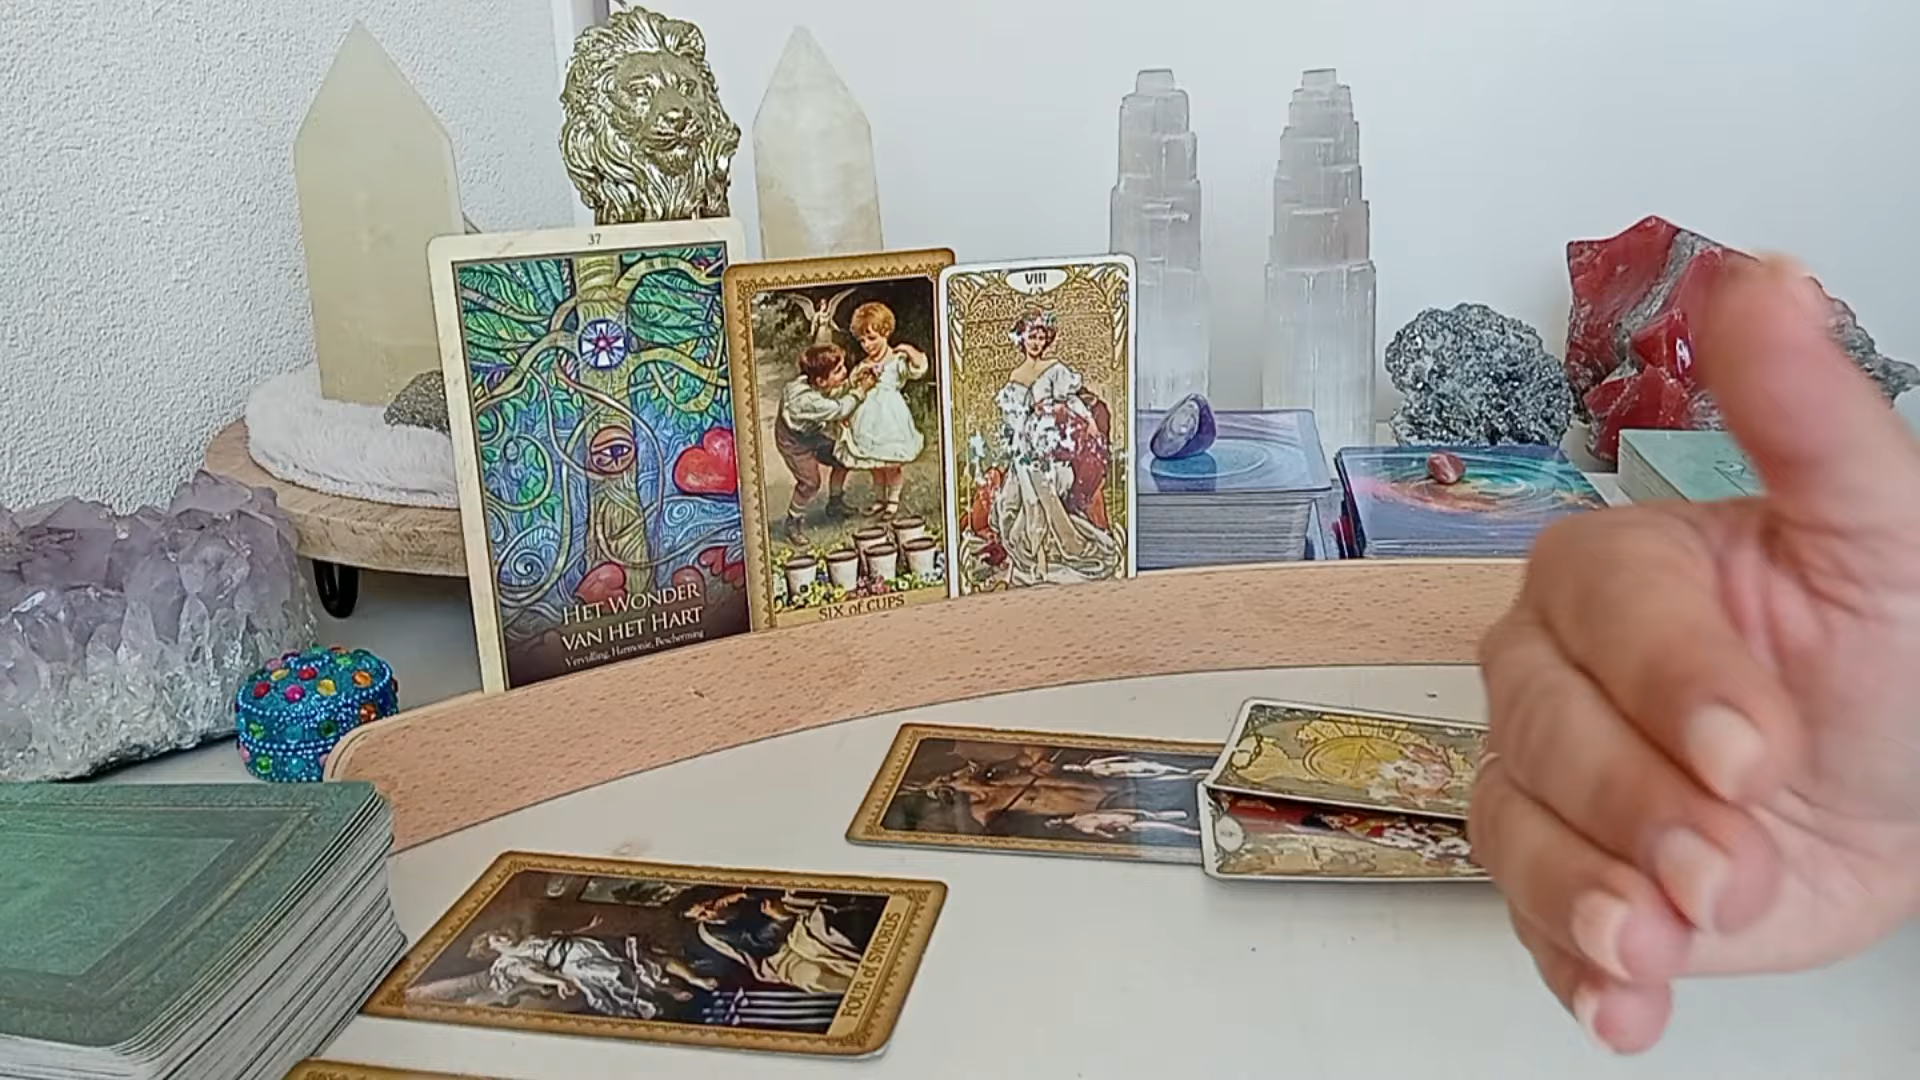 37
HET WONDER
VAN HET HART
Vervulling, Harmonie, Bescherming
SIX of CUPS
VIII
FOUR of SWORDS